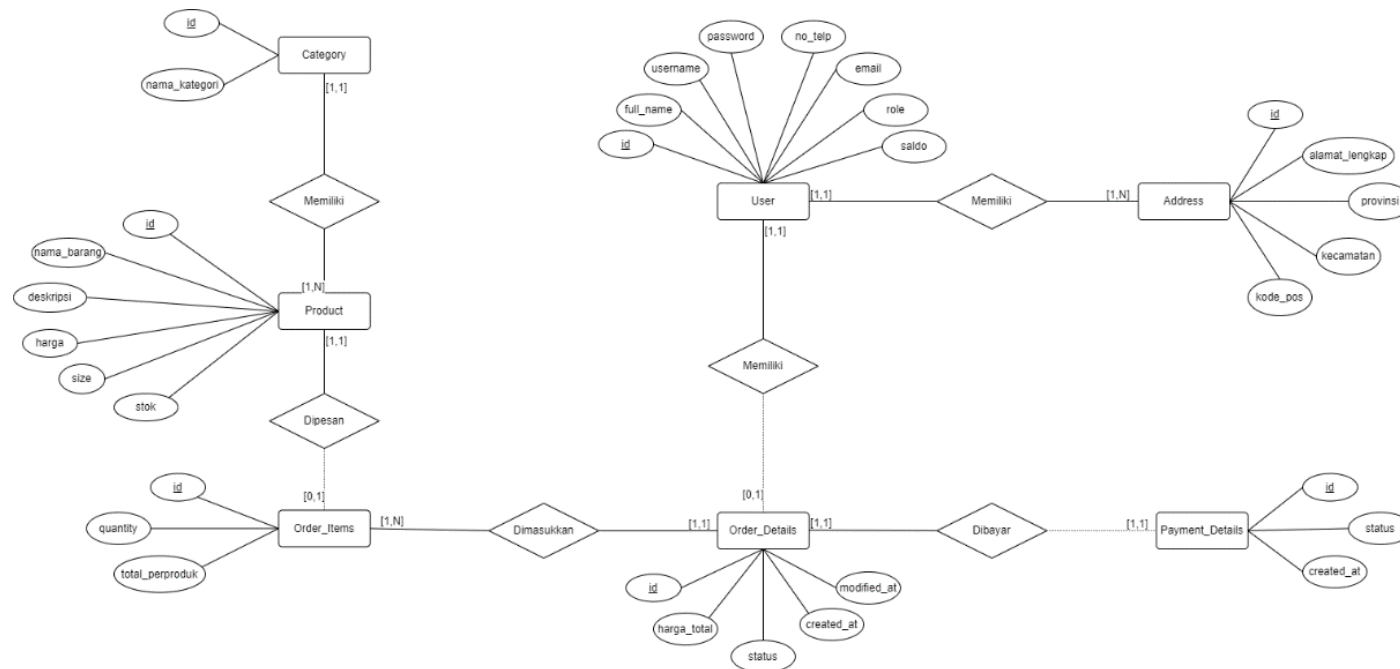 id
Category
nama_kategori
[1,1]
Memiliki
id
nama_barang
deskripsi
harga
size
stok
[1,N]
Product
[1,1]
Dipesan
[0,1]
id
quantity
total_perproduk
Order_Items
[1,N]
Dimasukkan
[1,1]
password
no_telp
username
email
full_name
role
id
saldo
User
[1,1]
Memiliki
[1,N]
Address
id
alamat_lengkap
provinsi
kecamatan
kode_pos
[1,1]
Memiliki
[0,1]
Order_Details
[1,1]
id
modified_at
harga_total
created_at
status
Dibayar
[1,1]
Payment_Details
id
status
created_at